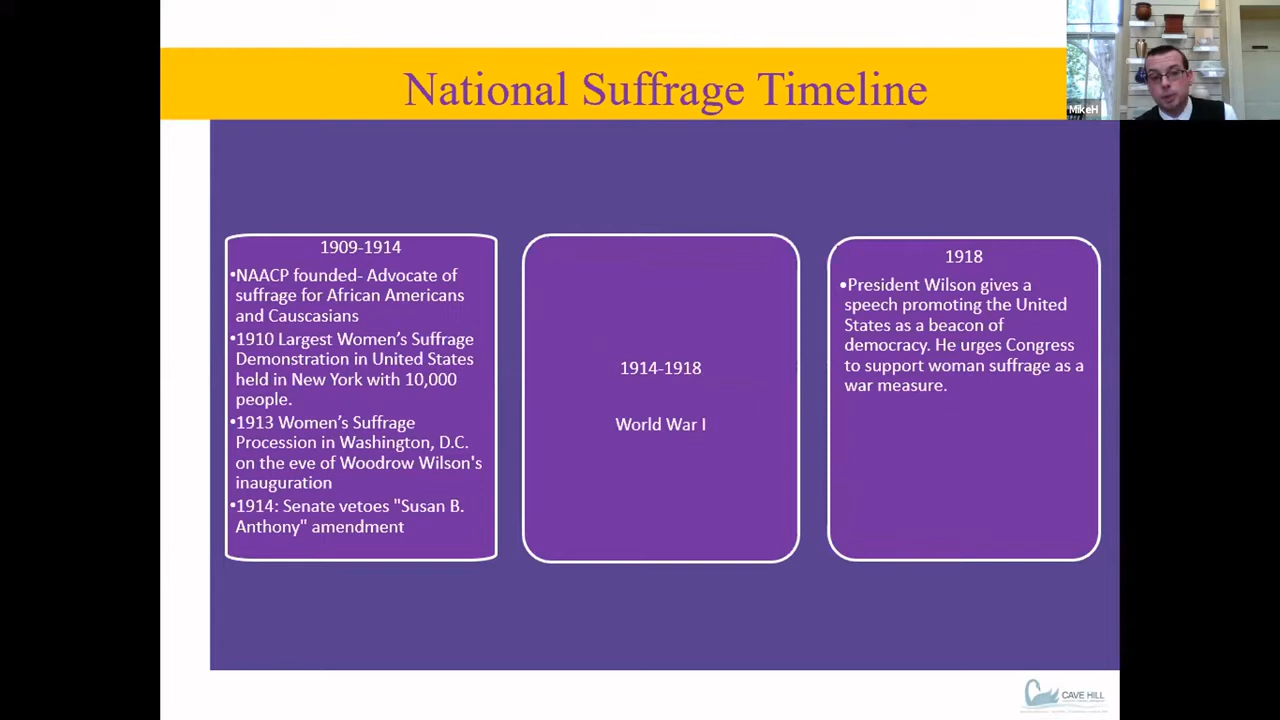 National Suffrage Timeline
MikeH
1909-1914
•NAACP founded- Advocate of
suffrage for African Americans
and Causcasians
•1910 Largest Women’s Suffrage
Demonstration in United States
held in New York with 10,000
people.
•1913 Women’s Suffrage
Procession in Washington, D.C.
on the eve of Woodrow Wilson's
inauguration
•1914: Senate vetoes "Susan B.
Anthony" amendment
1914-1918
World War I
1918
•President Wilson gives a
speech promoting the United
States as a beacon of
democracy. He urges Congress
to support woman suffrage as a
war measure.
CAVE HILL